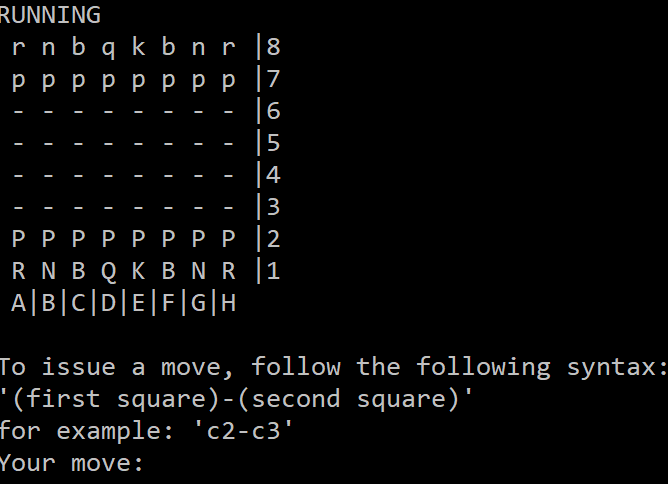 RUNNING
r n b q k b n r |8
p p p p p p p p |7
- - - - - - - - |6
- - - - - - - - |5
- - - - - - - - |4
- - - - - - - - |3
P P P P P P P P |2
R N B Q K B N R |1
A|B|C|D|E|F|G|H
To issue a move, follow the following syntax:
'(first square)-(second square)'
for example: 'c2-c3'
Your move: